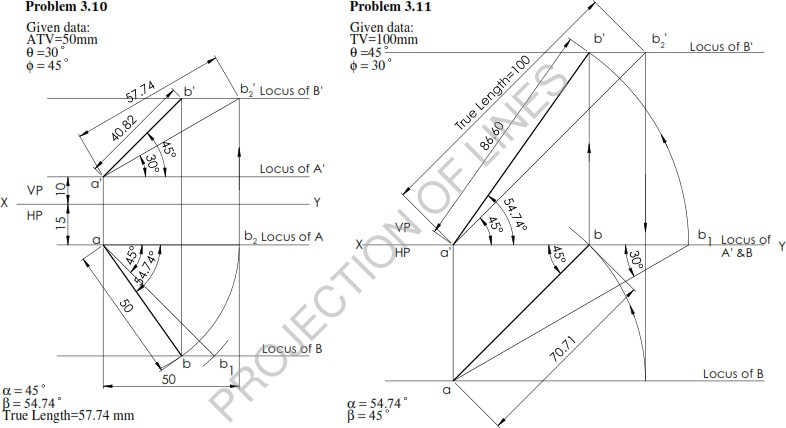 Problem 3.10
Given data:
ATV=50mm
θ =30°
ϕ = 45°
57.74
40.82
b'
b2' Locus of B'
45°
30°
Locus of A'
a'
VP
10
X
Y
HP
15
a
b2 Locus of A
45°
54.74°
50
Locus of B
b
b1
50
α = 45°
β = 54.74°
True Length=57.74 mm
Problem 3.11
Given data:
TV=100mm
θ =45°
ϕ = 30°
b'
b2'
Locus of B'
True Length=100
86.60
54.74°
45°
VP
X
HP
a'
b
45°
30°
b1 Locus of
A' &B
Y
70.71
Locus of B
a
α = 54.74°
β = 45°
PROJECTION OF LINES